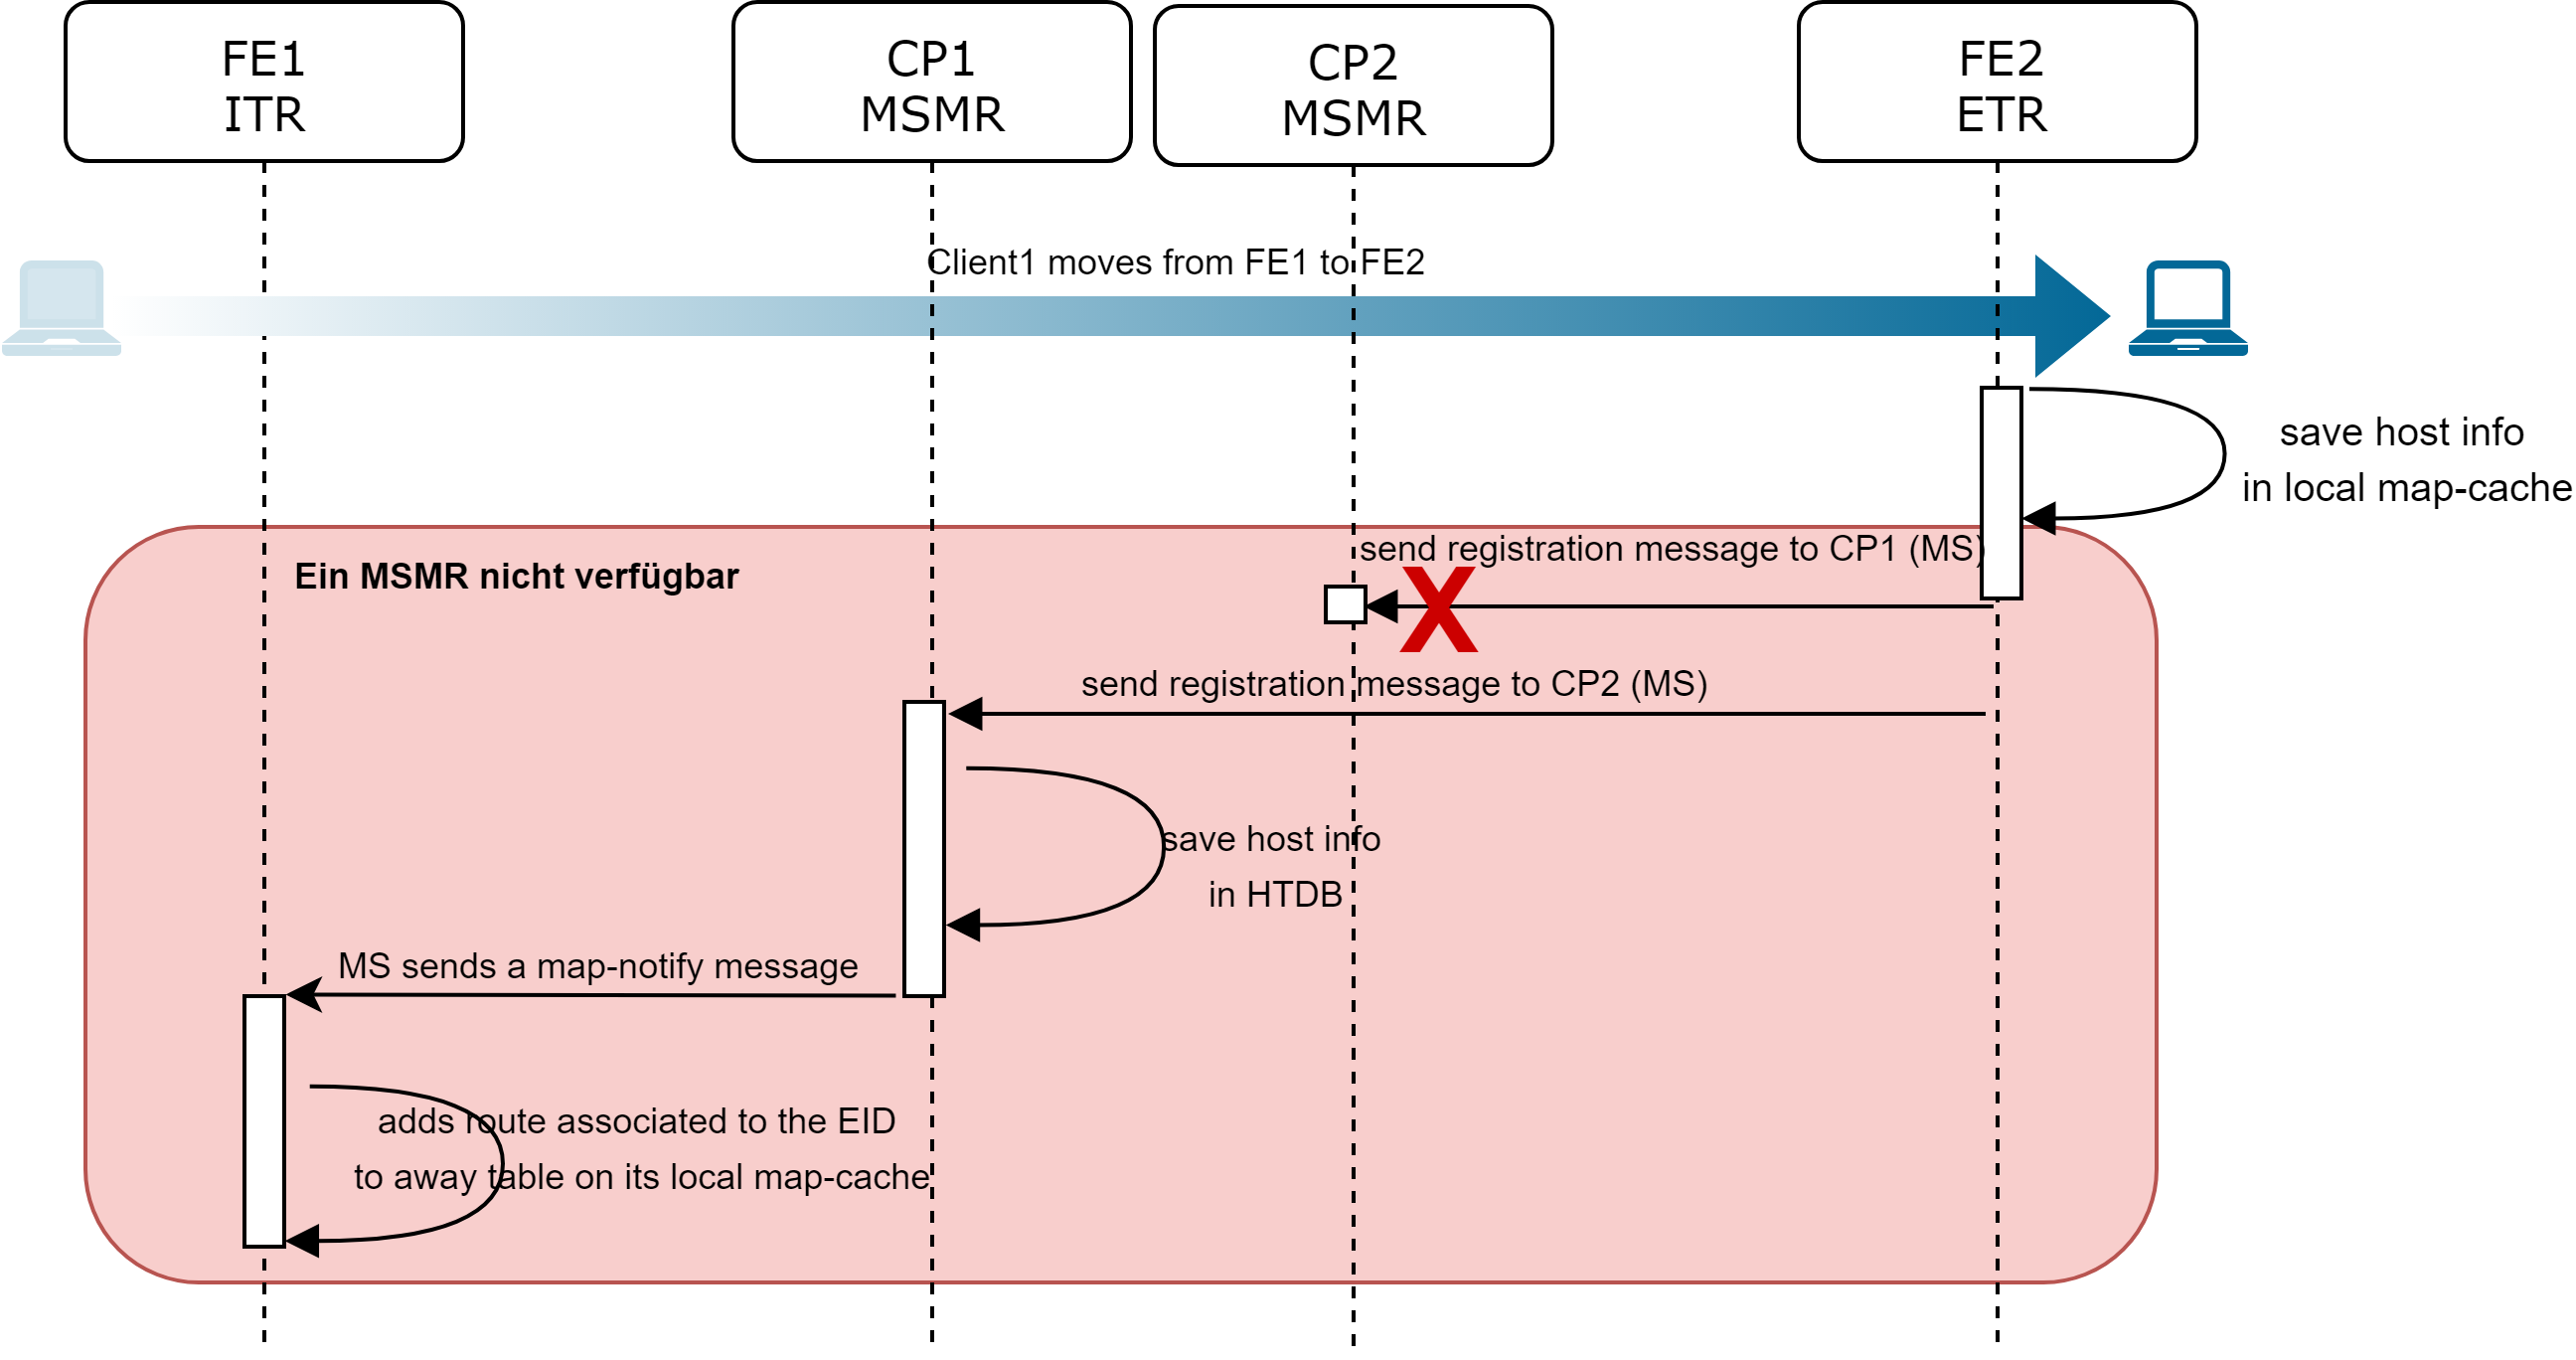 FE1
ITR
CP1
MSMR
CP2
MSMR
FE2
ETR
Client1 moves from FE1 to FE2
save host info
in local map-cache
Ein MSMR nicht verfügbar
send registration message to CP1 (MS)
X
send registration message to CP2 (MS)
save host info
in HTDB
MS sends a map-notify message
adds route associated to the EID
to away table on its local map-cache